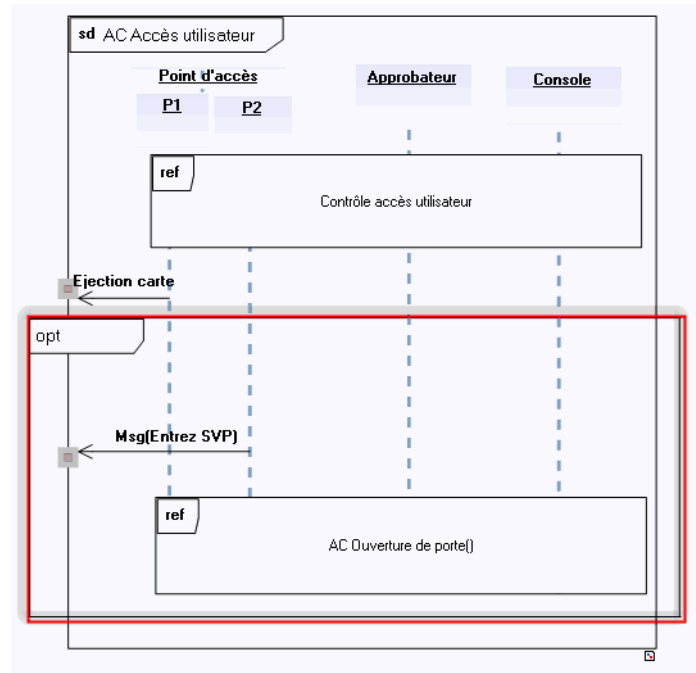 sd AC Accès utilisateur
Point d'accès
Approbateur
Console
P1
P2
ref
Contrôle accès utilisateur
Ejection carte
opt
Msg(Entrez SVP)
ref
AC Ouverture de porte()